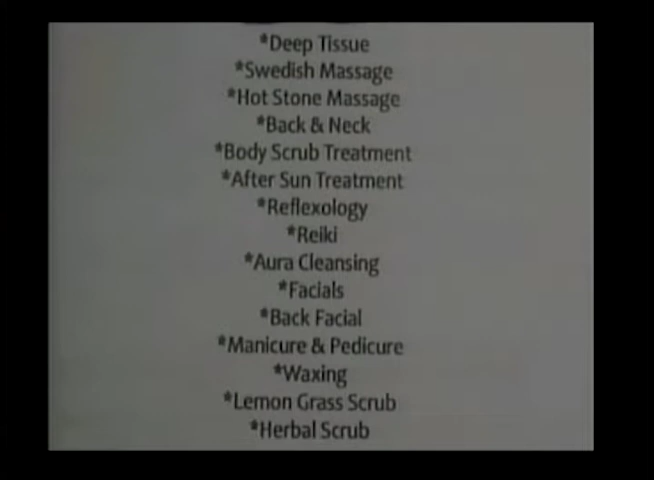 *Deep Tissue
*Swedish Massage
*Hot Stone Massage
*Back & Neck
*Body Scrub Treatment
*After Sun Treatment
*Reflexology
*Reiki
*Aura Cleansing
*Facials
*Back Facial
*Manicure & Pedicure
*Waxing
*Lemon Grass Scrub
*Herbal Scrub